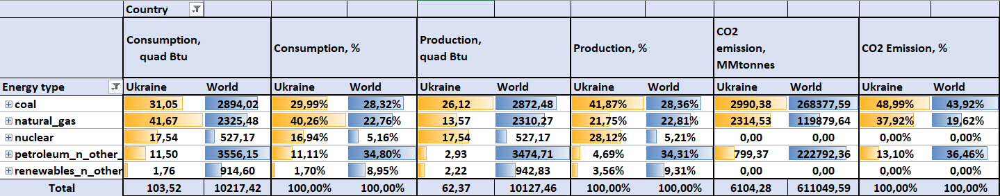 Country
Consumption, quad Btu Consumption, % Production, quad Btu Production, % CO2 emission, MMtonnes CO2 Emission, %
Energy type Ukraine World Ukraine World Ukraine World Ukraine World Ukraine World Ukraine World
coal 31,05 2894,02 29,99% 28,32% 26,12 2872,48 41,87% 28,36% 2990,38 268377,59 48,99% 43,92%
natural_gas 41,67 2325,48 40,26% 22,76% 13,57 2310,27 21,75% 22,81% 2314,53 119879,64 37,92% 19,62%
nuclear 17,54 527,17 16,94% 5,16% 17,54 527,17 28,12% 5,21% 0,00 0,00 0,00% 0,00%
petroleum_n_other_ 11,50 3556,15 11,11% 34,80% 2,93 3474,71 4,69% 34,31% 799,37 222792,36 13,10% 36,46%
renewables_n_other 1,76 914,60 1,70% 8,95% 2,22 942,83 3,56% 9,31% 0,00 0,00 0,00% 0,00%
Total 103,52 10217,42 100,00% 100,00% 62,37 10127,46 100,00% 100,00% 6104,28 611049,59 100,00% 100,00%